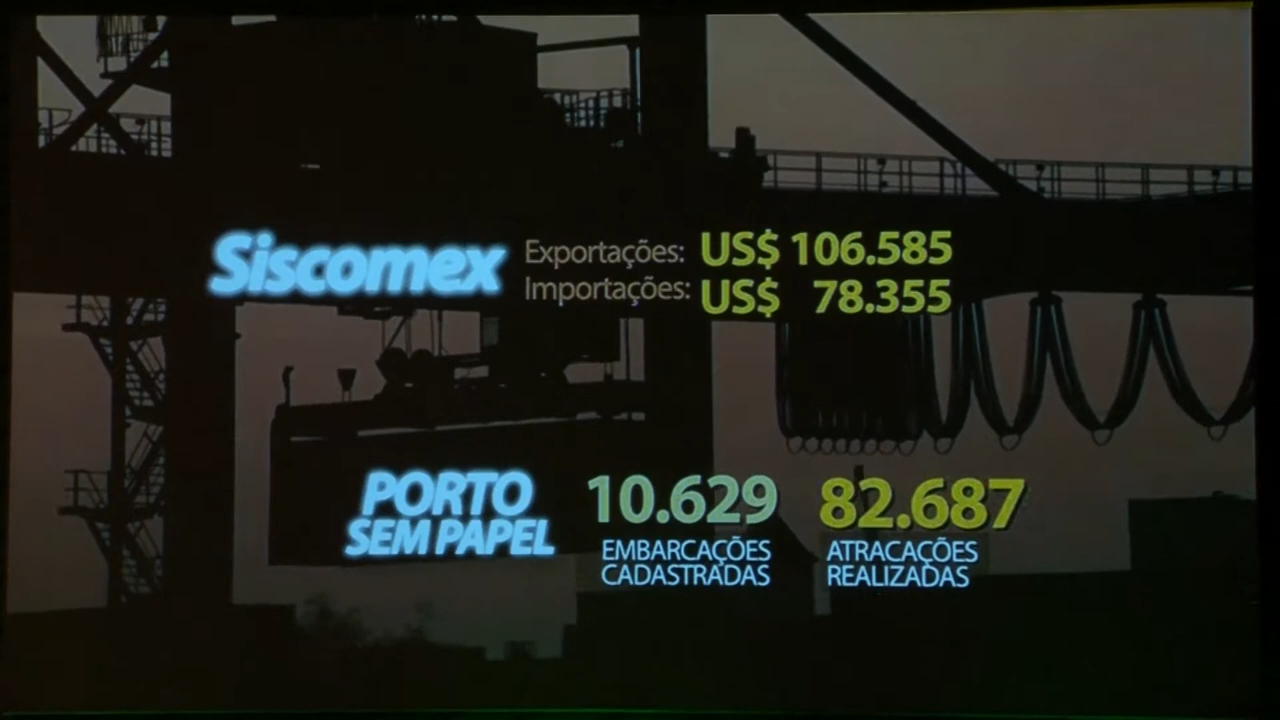 Siscomex
Exportações: US$ 106.585
Importações: US$ 78.355
PORTO
SEM PAPEL
10.629
EMBARCAÇÕES
CADASTRADAS
82.687
ATRACAÇÕES
REALIZADAS